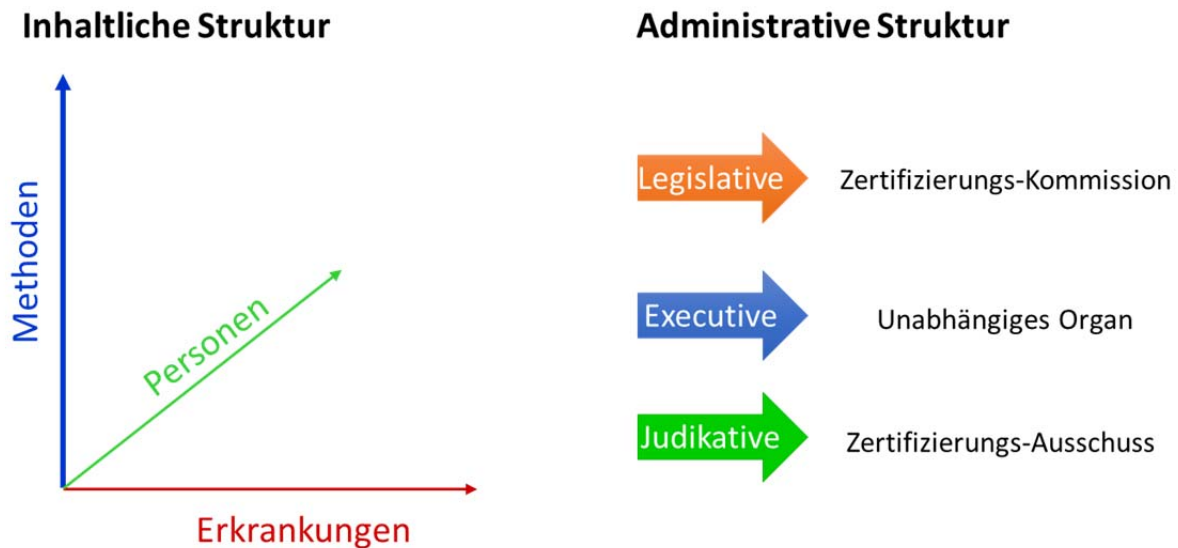 Inhaltliche Struktur
Methoden
Personen
Erkrankungen
Administrative Struktur
Legislative
Zertifizierungs-Kommission
Executive
Unabhängiges Organ
Judikative
Zertifizierungs-Ausschuss